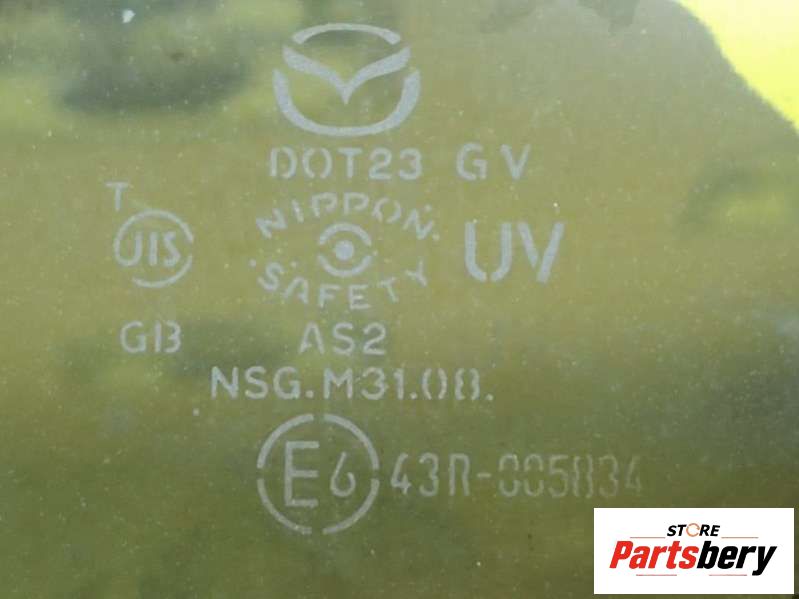 DOT23 GV
T
JIS
NIPPON
SAFETY
UV
GB
AS2
NSG.M31.08.
E6 43R-005834
STORE
Partsbery